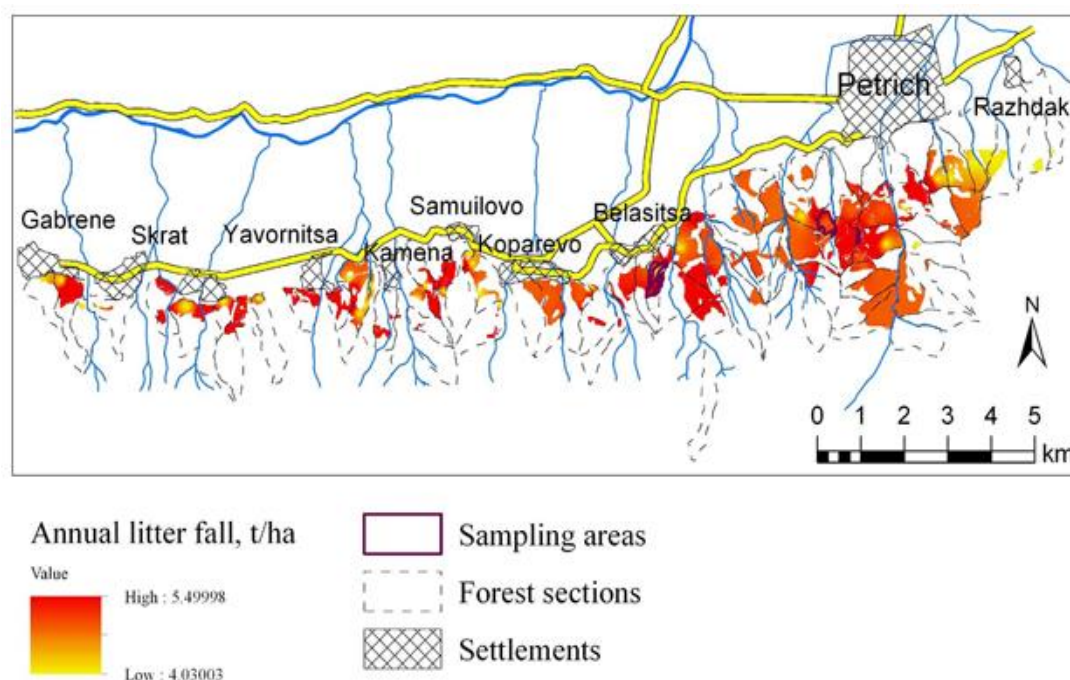 Petrich
Razhdak
Gabrene
Skrat
Yavornitsa
Kamena
Samuilovo
Koparevo
Belasitsa
N
0 1 2 3 4 5
km
Annual litter fall, t/ha
Value
High : 5.49998
Low : 4.03003
Sampling areas
Forest sections
Settlements